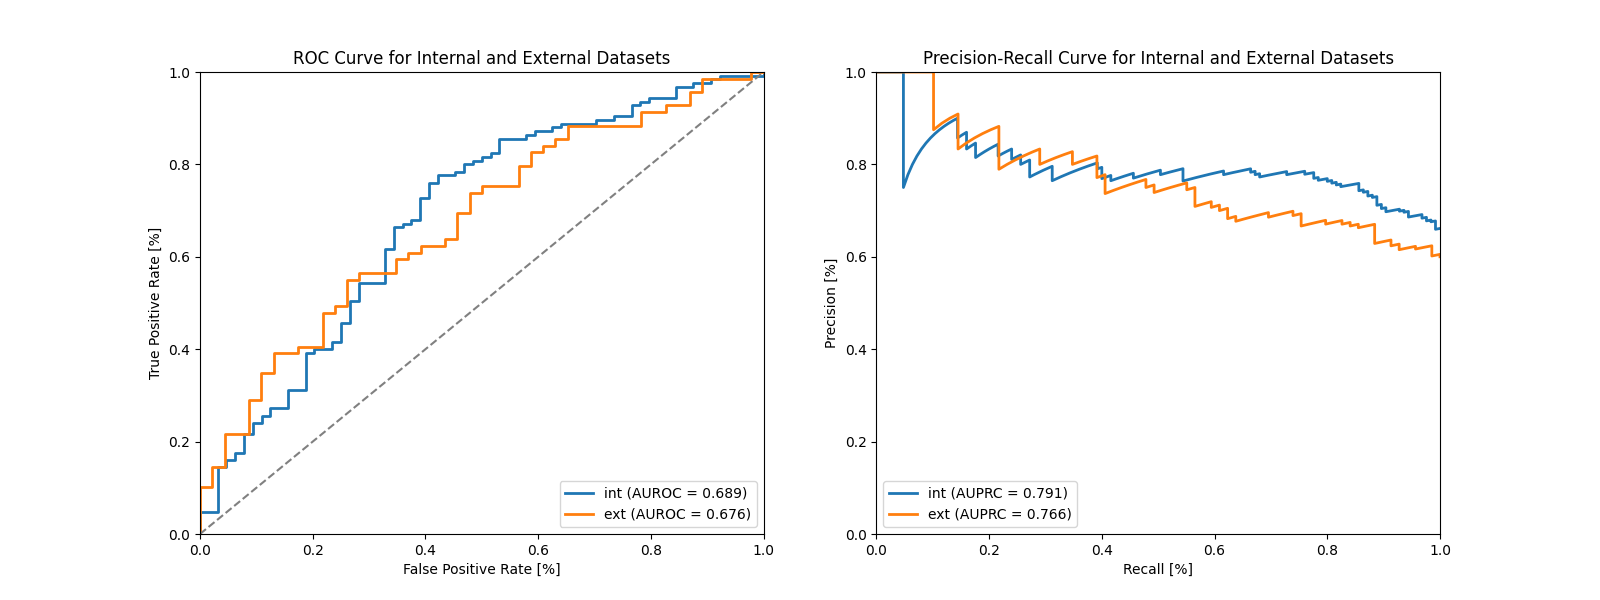 ROC Curve for Internal and External Datasets
1.0
0.8
0.6
0.4
0.2
0.0
True Positive Rate [%]
0.0 0.2 0.4 0.6 0.8 1.0
False Positive Rate [%]
int (AUROC = 0.689)
ext (AUROC = 0.676)
Precision-Recall Curve for Internal and External Datasets
1.0
0.8
0.6
0.4
0.2
0.0
Precision [%]
0.0 0.2 0.4 0.6 0.8 1.0
Recall [%]
int (AUPRC = 0.791)
ext (AUPRC = 0.766)